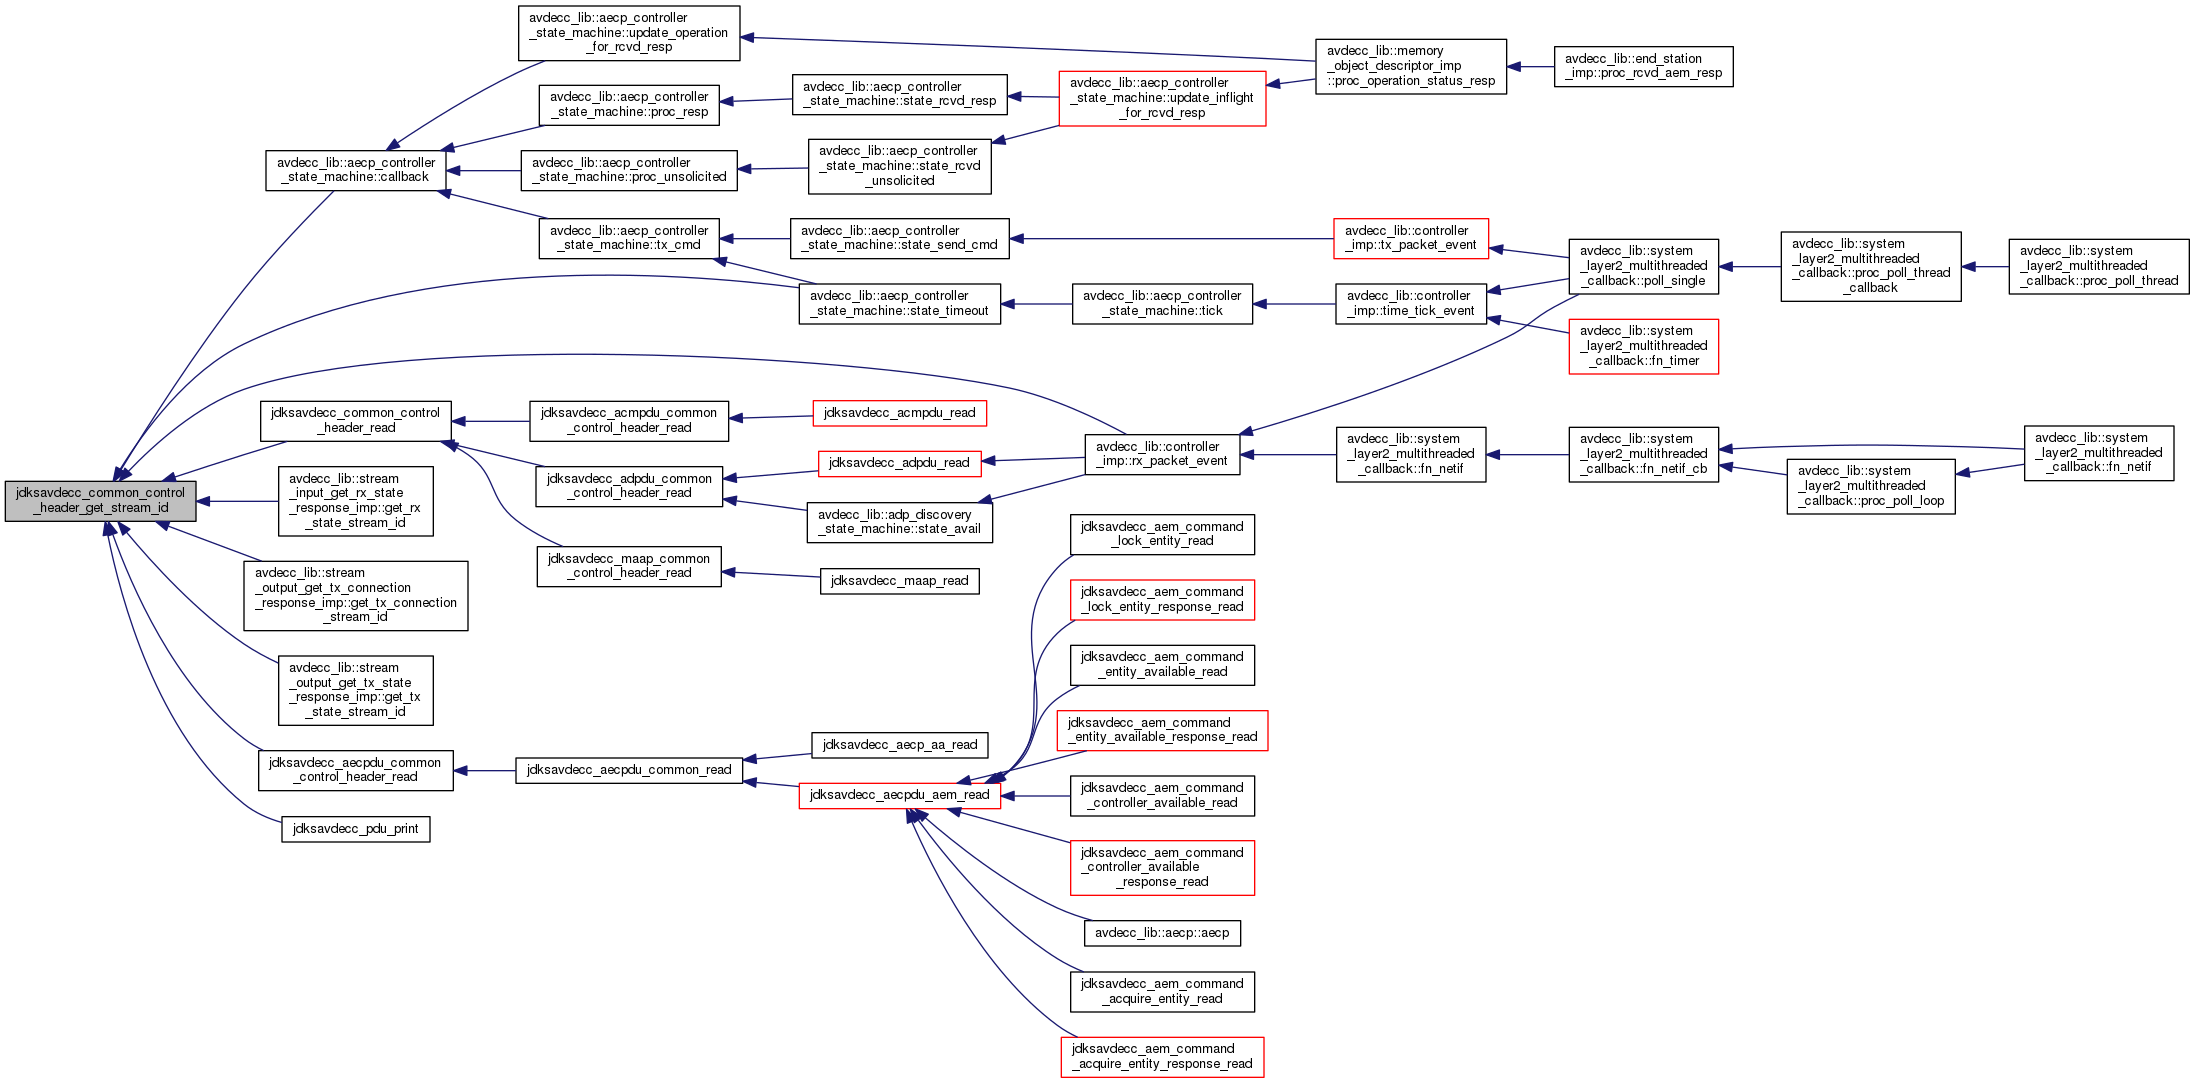 jdksavdecc_common_control
_header_get_stream_id
avdecc_lib::aecp_controller
_state_machine::callback
avdecc_lib::aecp_controller
_state_machine::update_operation
_for_rcvd_resp
avdecc_lib::aecp_controller
_state_machine::proc_resp
avdecc_lib::aecp_controller
_state_machine::proc_unsolicited
avdecc_lib::aecp_controller
_state_machine::tx_cmd
avdecc_lib::aecp_controller
_state_machine::state_rcvd_resp
avdecc_lib::aecp_controller
_state_machine::state_rcvd
_unsolicited
avdecc_lib::aecp_controller
_state_machine::update_inflight
_for_rcvd_resp
avdecc_lib::memory
_object_descriptor_imp
::proc_operation_status_resp
avdecc_lib::end_station
_imp::proc_rcvd_aem_resp
avdecc_lib::aecp_controller
_state_machine::state_send_cmd
avdecc_lib::controller
_imp::tx_packet_event
avdecc_lib::aecp_controller
_state_machine::state_timeout
avdecc_lib::aecp_controller
_state_machine::tick
avdecc_lib::controller
_imp::time_tick_event
avdecc_lib::system
_layer2_multithreaded
_callback::poll_single
avdecc_lib::system
_layer2_multithreaded
_callback::proc_poll_thread
_callback
avdecc_lib::system
_layer2_multithreaded
_callback::proc_poll_thread
avdecc_lib::system
_layer2_multithreaded
_callback::fn_timer
jdksavdecc_common_control
_header_read
jdksavdecc_acmpdu_common
_control_header_read
jdksavdecc_acmpdu_read
jdksavdecc_adpdu_common
_control_header_read
jdksavdecc_adpdu_read
avdecc_lib::adp_discovery
_state_machine::state_avail
avdecc_lib::controller
_imp::rx_packet_event
avdecc_lib::system
_layer2_multithreaded
_callback::fn_netif
avdecc_lib::system
_layer2_multithreaded
_callback::fn_netif_cb
avdecc_lib::system
_layer2_multithreaded
_callback::proc_poll_loop
avdecc_lib::system
_layer2_multithreaded
_callback::fn_netif
jdksavdecc_maap_common
_control_header_read
jdksavdecc_maap_read
avdecc_lib::stream
_input_get_rx_state
_response_imp::get_rx
_state_stream_id
avdecc_lib::stream
_output_get_tx_connection
_response_imp::get_tx_connection
_stream_id
avdecc_lib::stream
_output_get_tx_state
_response_imp::get_tx
_state_stream_id
jdksavdecc_aecpdu_common
_control_header_read
jdksavdecc_aecpdu_common_read
jdksavdecc_aecp_aa_read
jdksavdecc_aecpdu_aem_read
jdksavdecc_aem_command
_lock_entity_read
jdksavdecc_aem_command
_lock_entity_response_read
jdksavdecc_aem_command
_entity_available_read
jdksavdecc_aem_command
_entity_available_response_read
jdksavdecc_aem_command
_controller_available_read
jdksavdecc_aem_command
_controller_available
_response_read
avdecc_lib::aecp::aecp
jdksavdecc_aem_command
_acquire_entity_read
jdksavdecc_aem_command
_acquire_entity_response_read
jdksavdecc_pdu_print